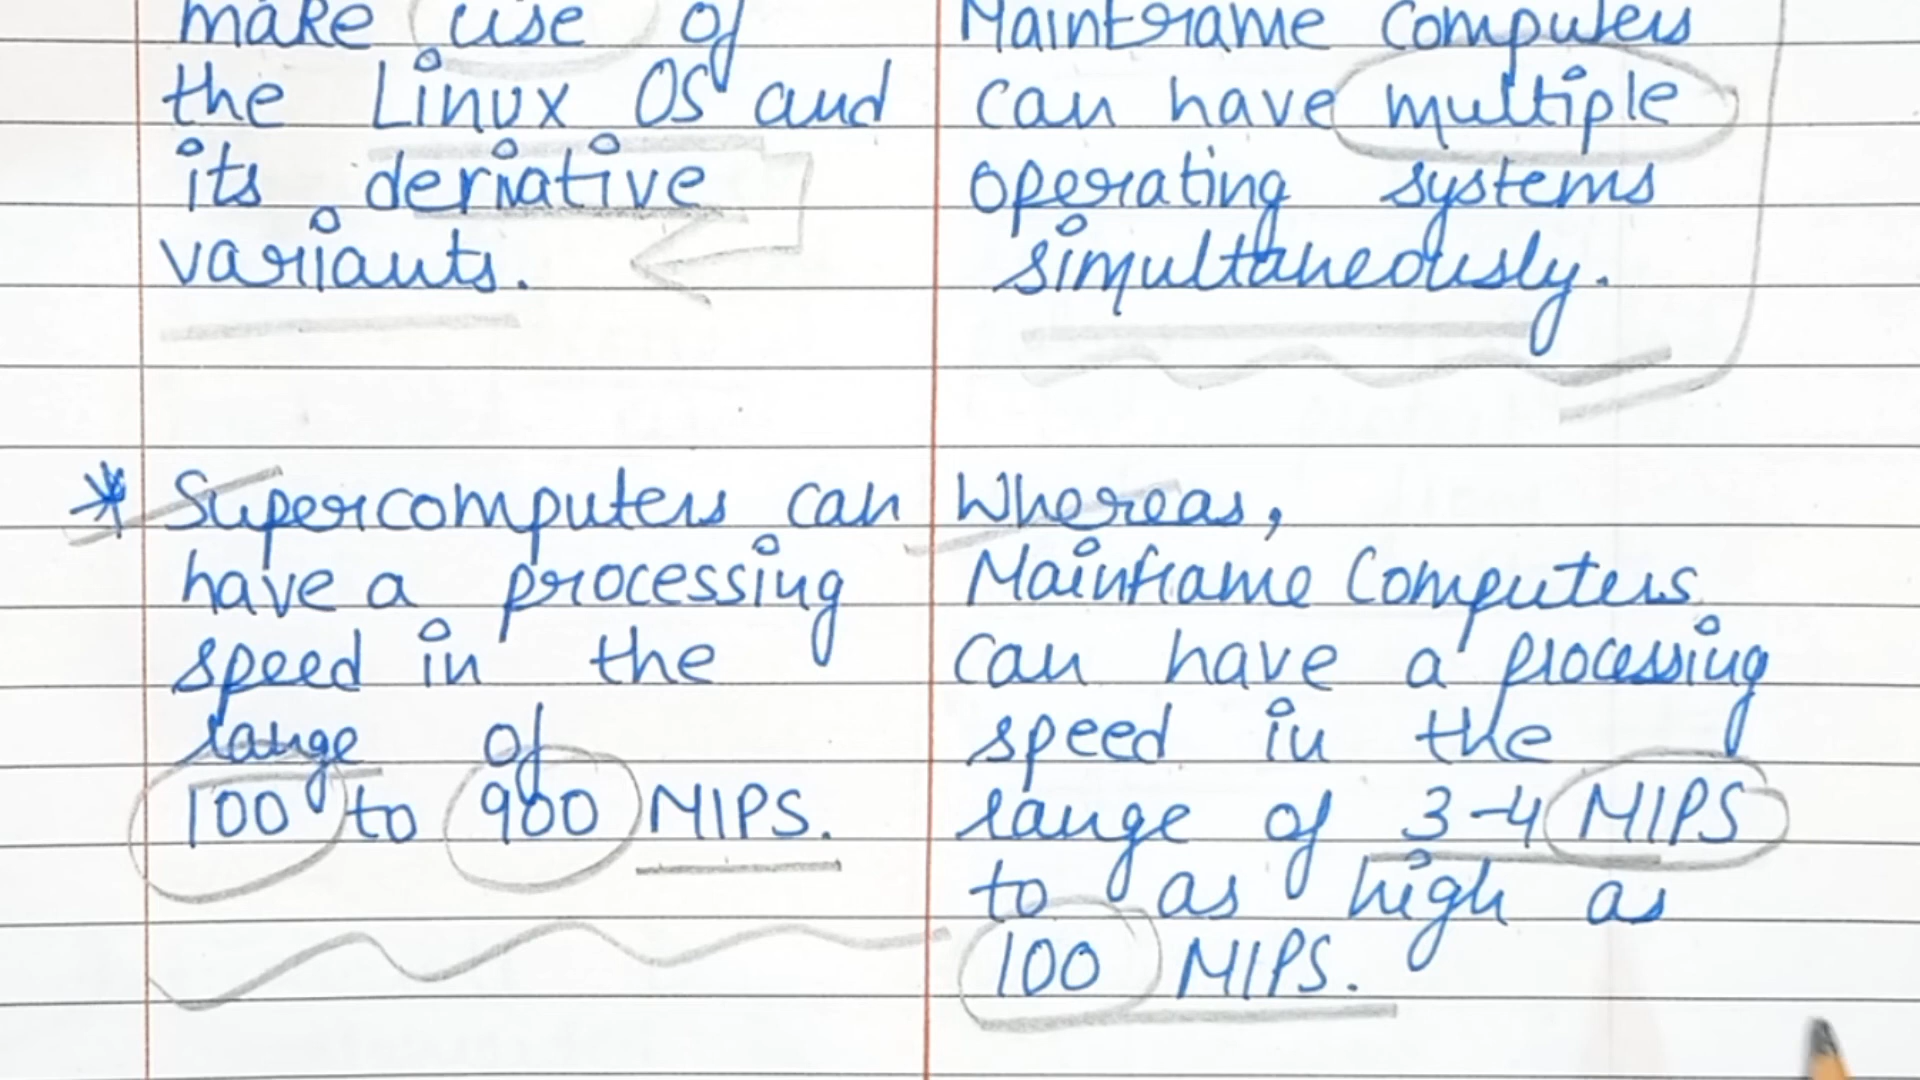 make use of
the Linux OS and
its deriative
variants.
Mainframe Computers
can have multiple
operating systems
simultaneously.
* Supercomputers can
have a processing
speed in the
range of
100 to 900 MIPS.
Whereas,
Mainframe Computers
can have a processing
speed in the
range of 3-4 MIPS
to as high as
100 MIPS.